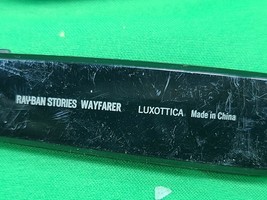 RAY-BAN STORIES WAYFARER LUXOTTICA Made in China